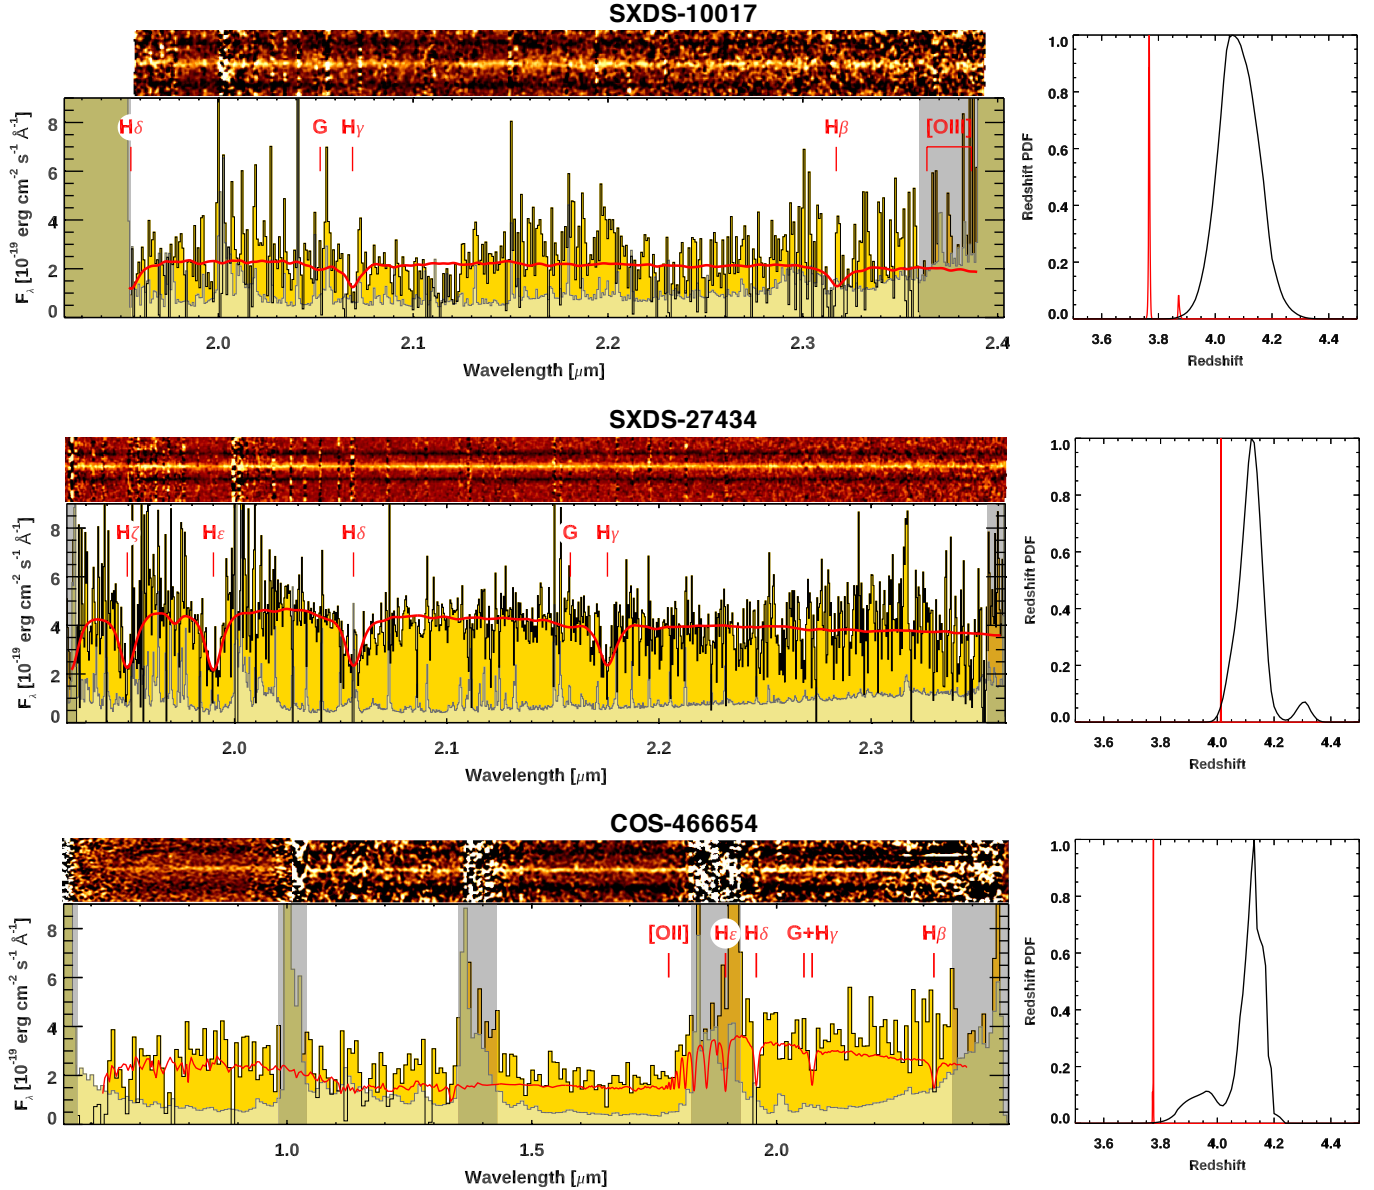 SXDS-10017
Hδ G Hγ Hβ [OIII]
Fλ [10⁻¹⁹ erg cm⁻² s⁻¹ Å⁻¹]
8
6
4
2
0
2.0 2.1 2.2 2.3 2.4
Wavelength [μm]
Redshift PDF
1.0
0.8
0.6
0.4
0.2
0.0
3.6 3.8 4.0 4.2 4.4
Redshift
SXDS-27434
Hζ Hε Hδ G Hγ
Fλ [10⁻¹⁹ erg cm⁻² s⁻¹ Å⁻¹]
8
6
4
2
0
2.0 2.1 2.2 2.3
Wavelength [μm]
Redshift PDF
1.0
0.8
0.6
0.4
0.2
0.0
3.6 3.8 4.0 4.2 4.4
Redshift
COS-466654
[OII] Hε Hδ G+Hγ Hβ
Fλ [10⁻¹⁹ erg cm⁻² s⁻¹ Å⁻¹]
8
6
4
2
0
1.0 1.5 2.0
Wavelength [μm]
Redshift PDF
1.0
0.8
0.6
0.4
0.2
0.0
3.6 3.8 4.0 4.2 4.4
Redshift